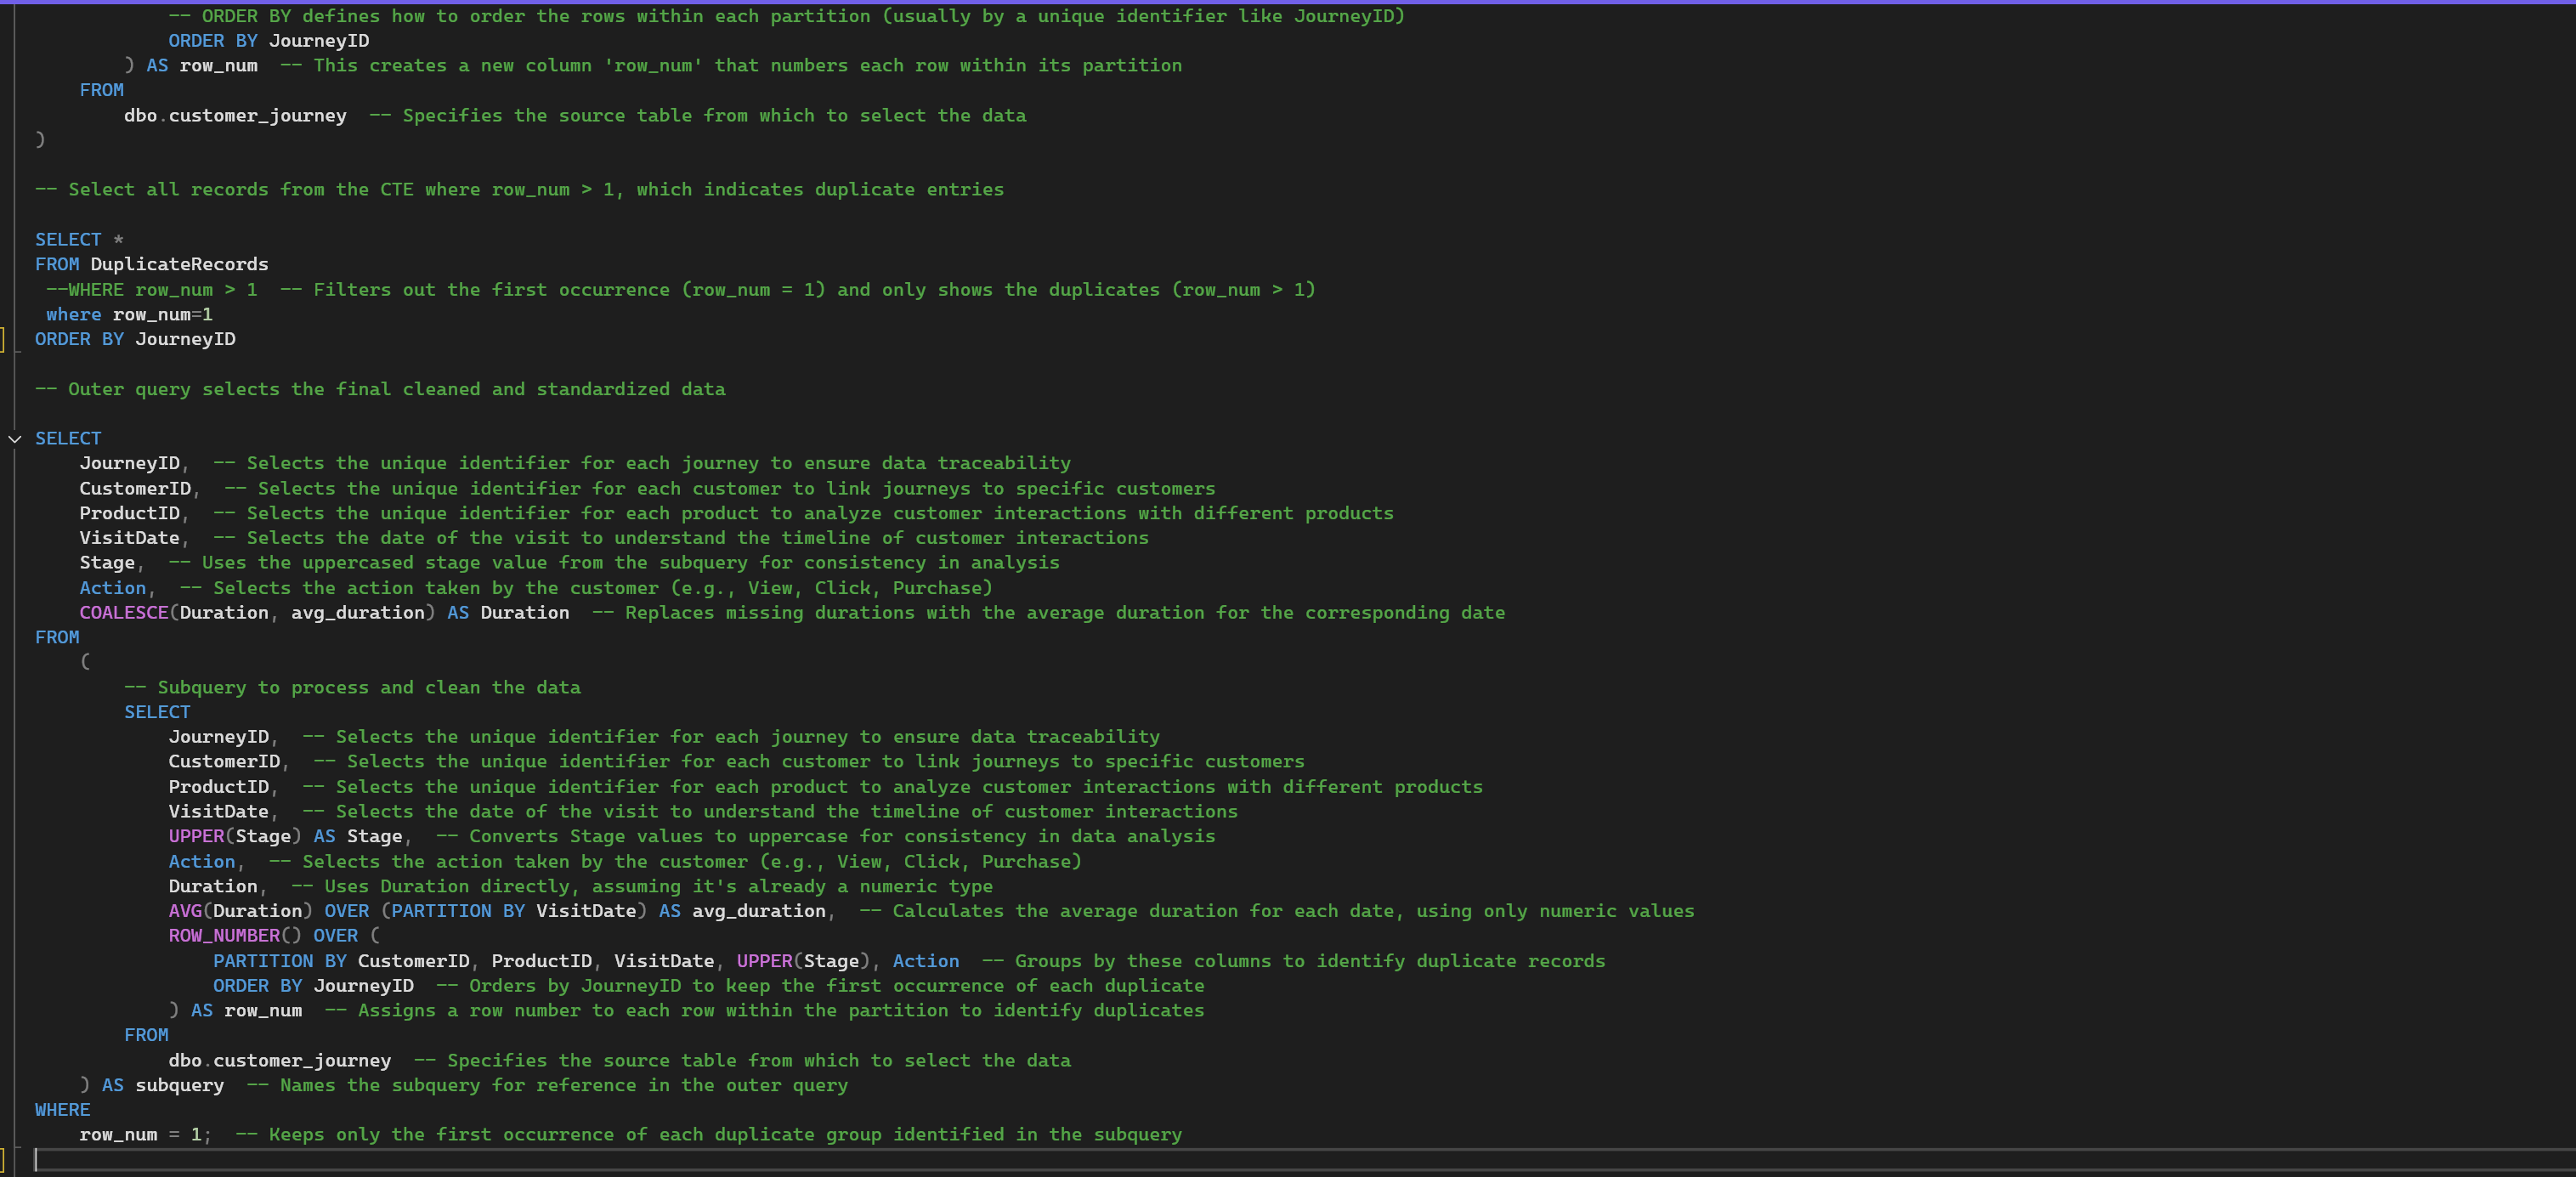 -- ORDER BY defines how to order the rows within each partition (usually by a unique identifier like JourneyID)
ORDER BY JourneyID
) AS row_num  -- This creates a new column 'row_num' that numbers each row within its partition
FROM
dbo.customer_journey  -- Specifies the source table from which to select the data
)
-- Select all records from the CTE where row_num > 1, which indicates duplicate entries
SELECT *
FROM DuplicateRecords
--WHERE row_num > 1  -- Filters out the first occurrence (row_num = 1) and only shows the duplicates (row_num > 1)
where row_num=1
ORDER BY JourneyID
-- Outer query selects the final cleaned and standardized data
SELECT
JourneyID,  -- Selects the unique identifier for each journey to ensure data traceability
CustomerID,  -- Selects the unique identifier for each customer to link journeys to specific customers
ProductID,  -- Selects the unique identifier for each product to analyze customer interactions with different products
VisitDate,  -- Selects the date of the visit to understand the timeline of customer interactions
Stage,  -- Uses the uppercased stage value from the subquery for consistency in analysis
Action,  -- Selects the action taken by the customer (e.g., View, Click, Purchase)
COALESCE(Duration, avg_duration) AS Duration  -- Replaces missing durations with the average duration for the corresponding date
FROM
(
-- Subquery to process and clean the data
SELECT
JourneyID,  -- Selects the unique identifier for each journey to ensure data traceability
CustomerID,  -- Selects the unique identifier for each customer to link journeys to specific customers
ProductID,  -- Selects the unique identifier for each product to analyze customer interactions with different products
VisitDate,  -- Selects the date of the visit to understand the timeline of customer interactions
UPPER(Stage) AS Stage,  -- Converts Stage values to uppercase for consistency in data analysis
Action,  -- Selects the action taken by the customer (e.g., View, Click, Purchase)
Duration,  -- Uses Duration directly, assuming it's already a numeric type
AVG(Duration) OVER (PARTITION BY VisitDate) AS avg_duration,  -- Calculates the average duration for each date, using only numeric values
ROW_NUMBER() OVER (
PARTITION BY CustomerID, ProductID, VisitDate, UPPER(Stage), Action  -- Groups by these columns to identify duplicate records
ORDER BY JourneyID  -- Orders by JourneyID to keep the first occurrence of each duplicate
) AS row_num  -- Assigns a row number to each row within the partition to identify duplicates
FROM
dbo.customer_journey  -- Specifies the source table from which to select the data
) AS subquery  -- Names the subquery for reference in the outer query
WHERE
row_num = 1;  -- Keeps only the first occurrence of each duplicate group identified in the subquery